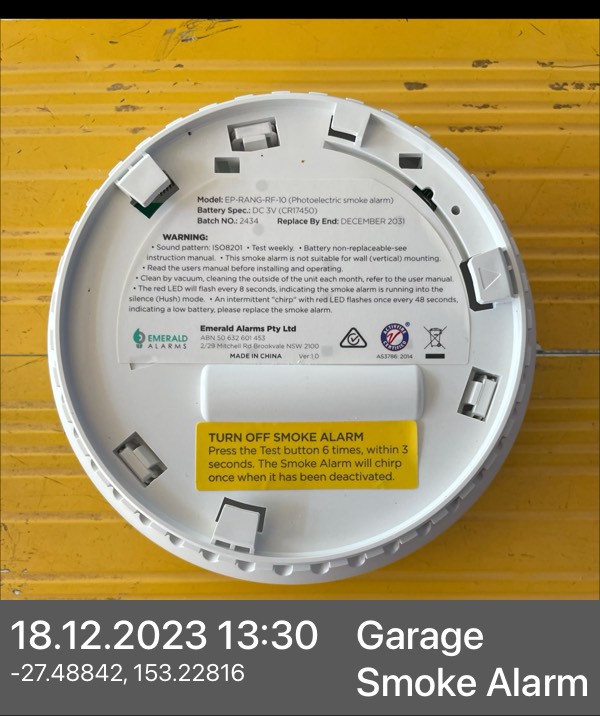 Model: EP-RANG-RF-10 (Photoelectric smoke alarm)
Battery Spec.: DC 3V (CR17450)
Batch NO.: 2434 Replace By End: DECEMBER 2031
WARNING:
• Sound pattern: ISO8201 • Test weekly. • Battery non-replaceable-see
instruction manual. • This smoke alarm is not suitable for wall (vertical) mounting.
• Read the users manual before installing and operating.
• Clean by vacuum, cleaning the outside of the unit each month, refer to the user manual.
• The red LED will flash every 8 seconds, indicating the smoke alarm is running into the
silence (Hush) mode. • An intermittent "chirp" with red LED flashes once every 48 seconds,
indicating a low battery, please replace the smoke alarm.
EMERALD
ALARMS
Emerald Alarms Pty Ltd
ABN 50 632 601 453
2/29 Mitchell Rd.Brookvale NSW 2100
MADE IN CHINA Ver1.0
AS3786: 2014
TURN OFF SMOKE ALARM
Press the Test button 6 times, within 3
seconds. The Smoke Alarm will chirp
once when it has been deactivated.
18.12.2023 13:30
-27.48842, 153.22816
Garage
Smoke Alarm